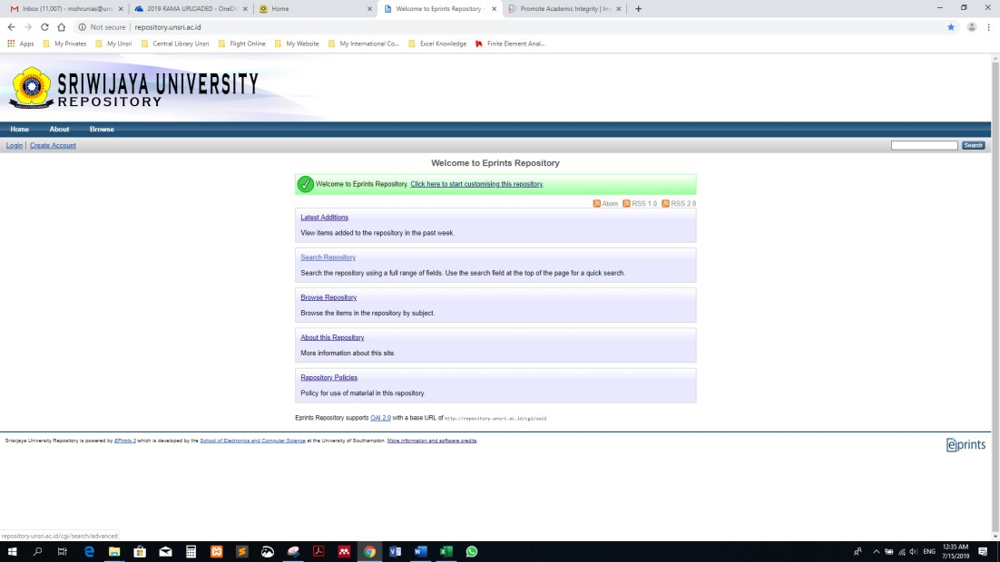 Inbox (11,007) - mohrunias@uns
2019 RAMA UPLOADED - OneD
Home
Welcome to Eprints Repository -
Promote Academic Integrity | Im
Not secure | repository.unsri.ac.id
Apps
My Privates
My Unsri
Central Library Unsri
Flight Online
My Website
My International Co...
Excel Knowledge
Finite Element Anal...
SRIWIJAYA UNIVERSITY
REPOSITORY
Home About Browse
Login | Create Account
Search
Welcome to Eprints Repository
Welcome to Eprints Repository. Click here to start customising this repository.
Atom RSS 1.0 RSS 2.0
Latest Additions
View items added to the repository in the past week.
Search Repository
Search the repository using a full range of fields. Use the search field at the top of the page for a quick search.
Browse Repository
Browse the items in the repository by subject.
About this Repository
More information about this site.
Repository Policies
Policy for use of material in this repository.
Eprints Repository supports OAI 2.0 with a base URL of http://repository.unsri.ac.id/cgi/oai2
Sriwijaya University Repository is powered by EPrints 3 which is developed by the School of Electronics and Computer Science at the University of Southampton. More information and software credits.
eprints
repository.unsri.ac.id/cgi/search/advanced
ENG
12:35 AM
7/15/2019